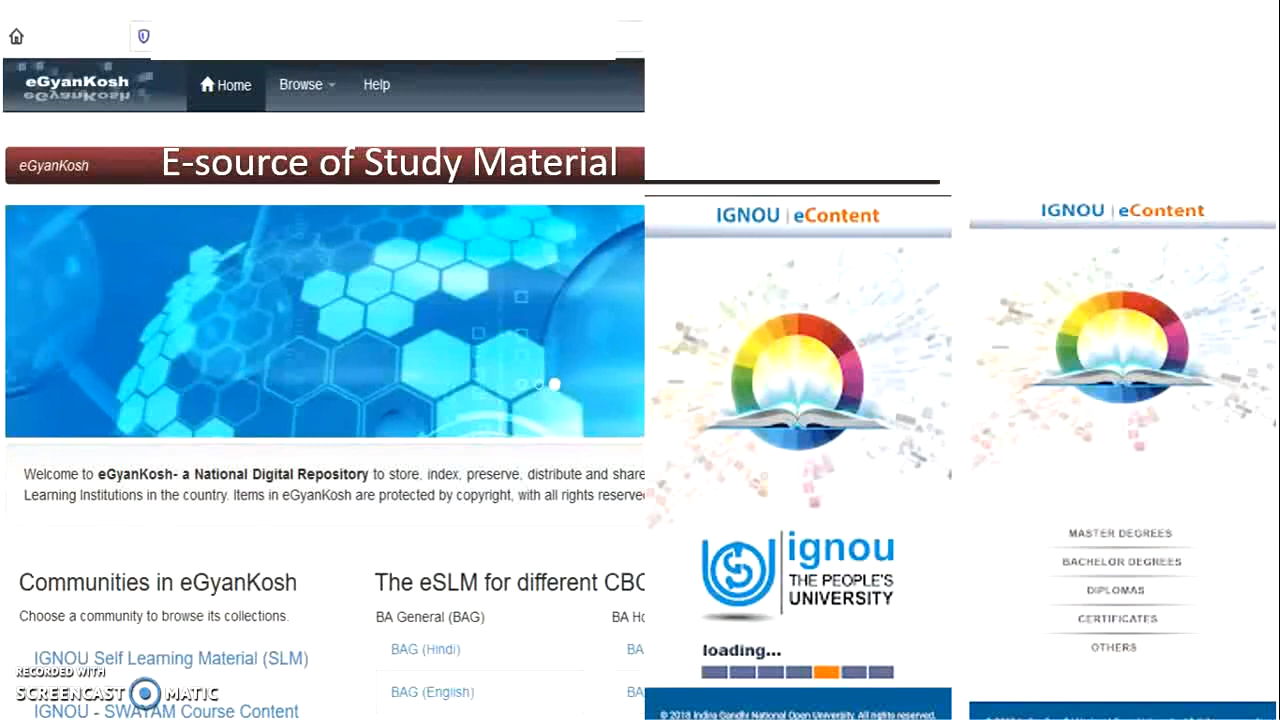 eGyanKosh
Home
Browse
Help
eGyanKosh
E-source of Study Material
Welcome to eGyanKosh- a National Digital Repository to store, index, preserve, distribute and share
Learning Institutions in the country. Items in eGyanKosh are protected by copyright, with all rights reserve
Communities in eGyanKosh
Choose a community to browse its collections.
IGNOU Self Learning Material (SLM)
IGNOU - SWAYAM Course Content
The eSLM for different CBC
BA General (BAG)
BA Ho
BAG (Hindi)
BA
BAG (English)
BA
RECORDED WITH
SCREENCAST MATIC
IGNOU | eContent
ignou
THE PEOPLE'S
UNIVERSITY
loading...
© 2018 Indira Gandhi National Open University. All rights reserved.
IGNOU | eContent
MASTER DEGREES
BACHELOR DEGREES
DIPLOMAS
CERTIFICATES
OTHERS